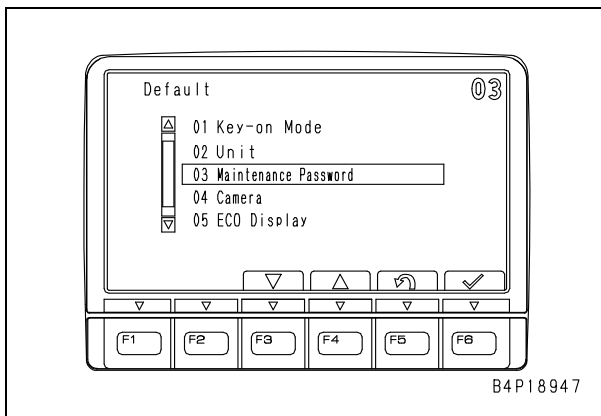 Default
03
01 Key-on Mode
02 Unit
03 Maintenance Password
04 Camera
05 ECO Display
F1 F2 F3 F4 F5 F6
B4P18947